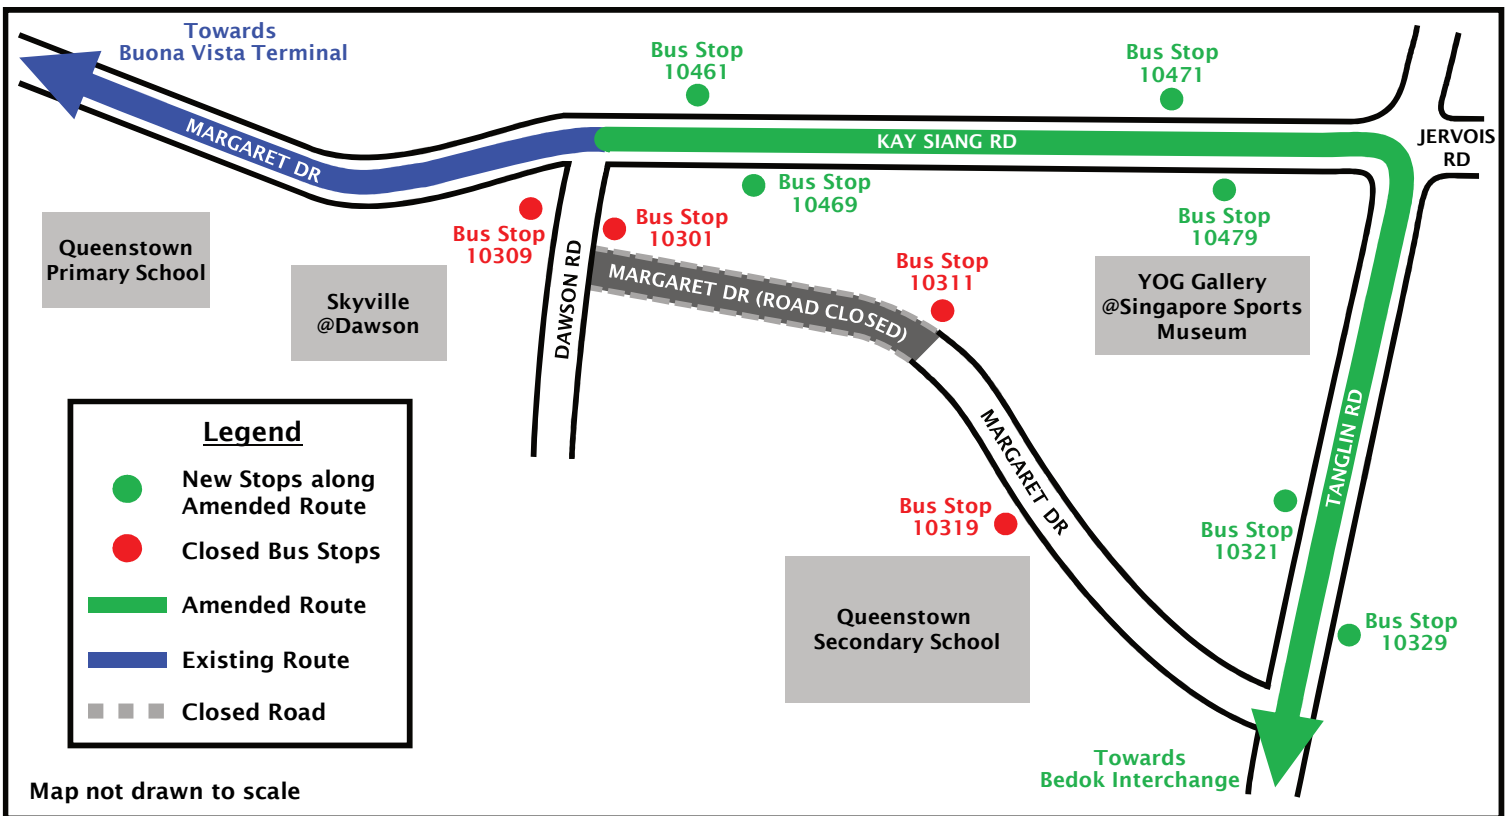 Towards
Buona Vista Terminal
MARGARET DR
Bus Stop
10461
Bus Stop
10471
KAY SIANG RD
JERVOIS
RD
Bus Stop
10469
Bus Stop
10479
Bus Stop
10309
Bus Stop
10301
Queenstown
Primary School
Skyville
@Dawson
DAWSON RD
MARGARET DR (ROAD CLOSED)
Bus Stop
10311
YOG Gallery
@Singapore Sports
Museum
MARGARET DR
TANGLIN RD
Bus Stop
10319
Bus Stop
10321
Queenstown
Secondary School
Bus Stop
10329
Towards
Bedok Interchange
Legend
New Stops along
Amended Route
Closed Bus Stops
Amended Route
Existing Route
Closed Road
Map not drawn to scale